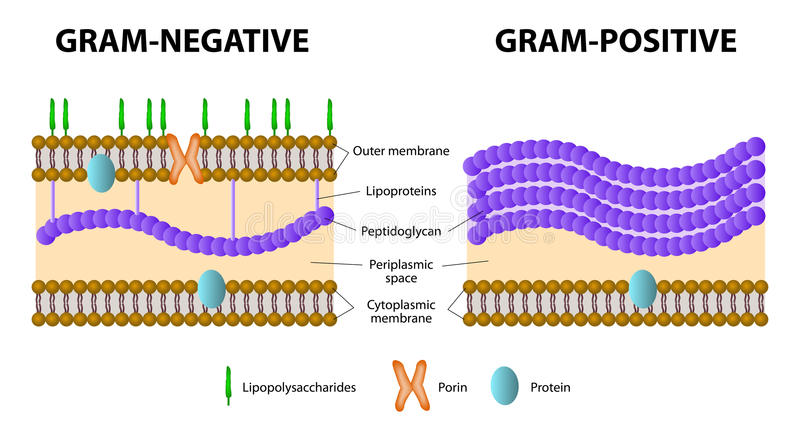 GRAM-NEGATIVE
GRAM-POSITIVE
Outer membrane
Lipoproteins
Peptidoglycan
Periplasmic
space
Cytoplasmic
membrane
Lipopolysaccharides
Porin
Protein